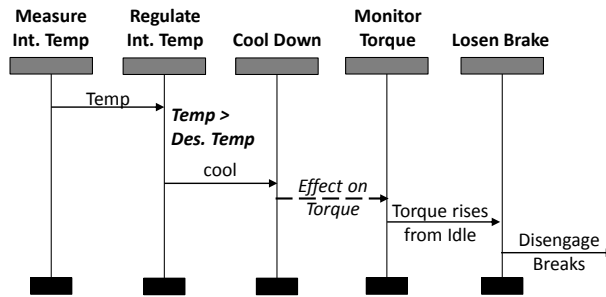 Measure
Int. Temp
Regulate
Int. Temp
Cool Down
Monitor
Torque
Losen Brake
Temp
Temp >
Des. Temp
cool
Effect on
Torque
Torque rises
from Idle
Disengage
Breaks